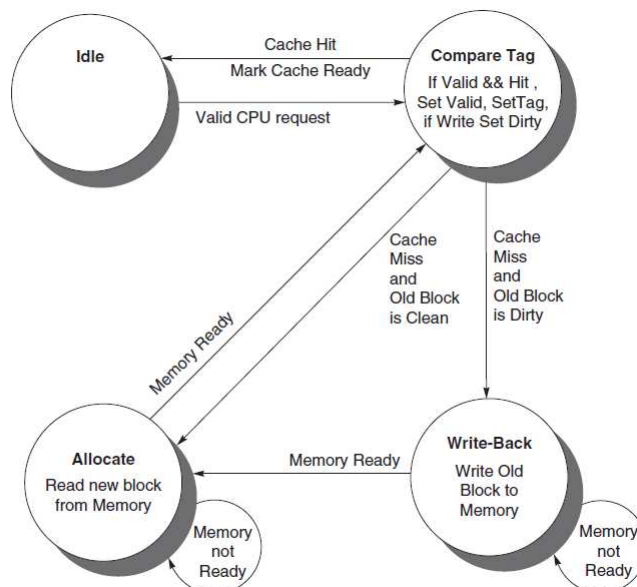 Idle
Cache Hit
Mark Cache Ready
Valid CPU request
Compare Tag
If Valid && Hit ,
Set Valid, SetTag,
if Write Set Dirty
Cache
Miss
and
Old Block
is Clean
Cache
Miss
and
Old Block
is Dirty
Memory Ready
Allocate
Read new block
from Memory
Memory
not
Ready
Memory Ready
Write-Back
Write Old
Block to
Memory
Memory
not
Ready